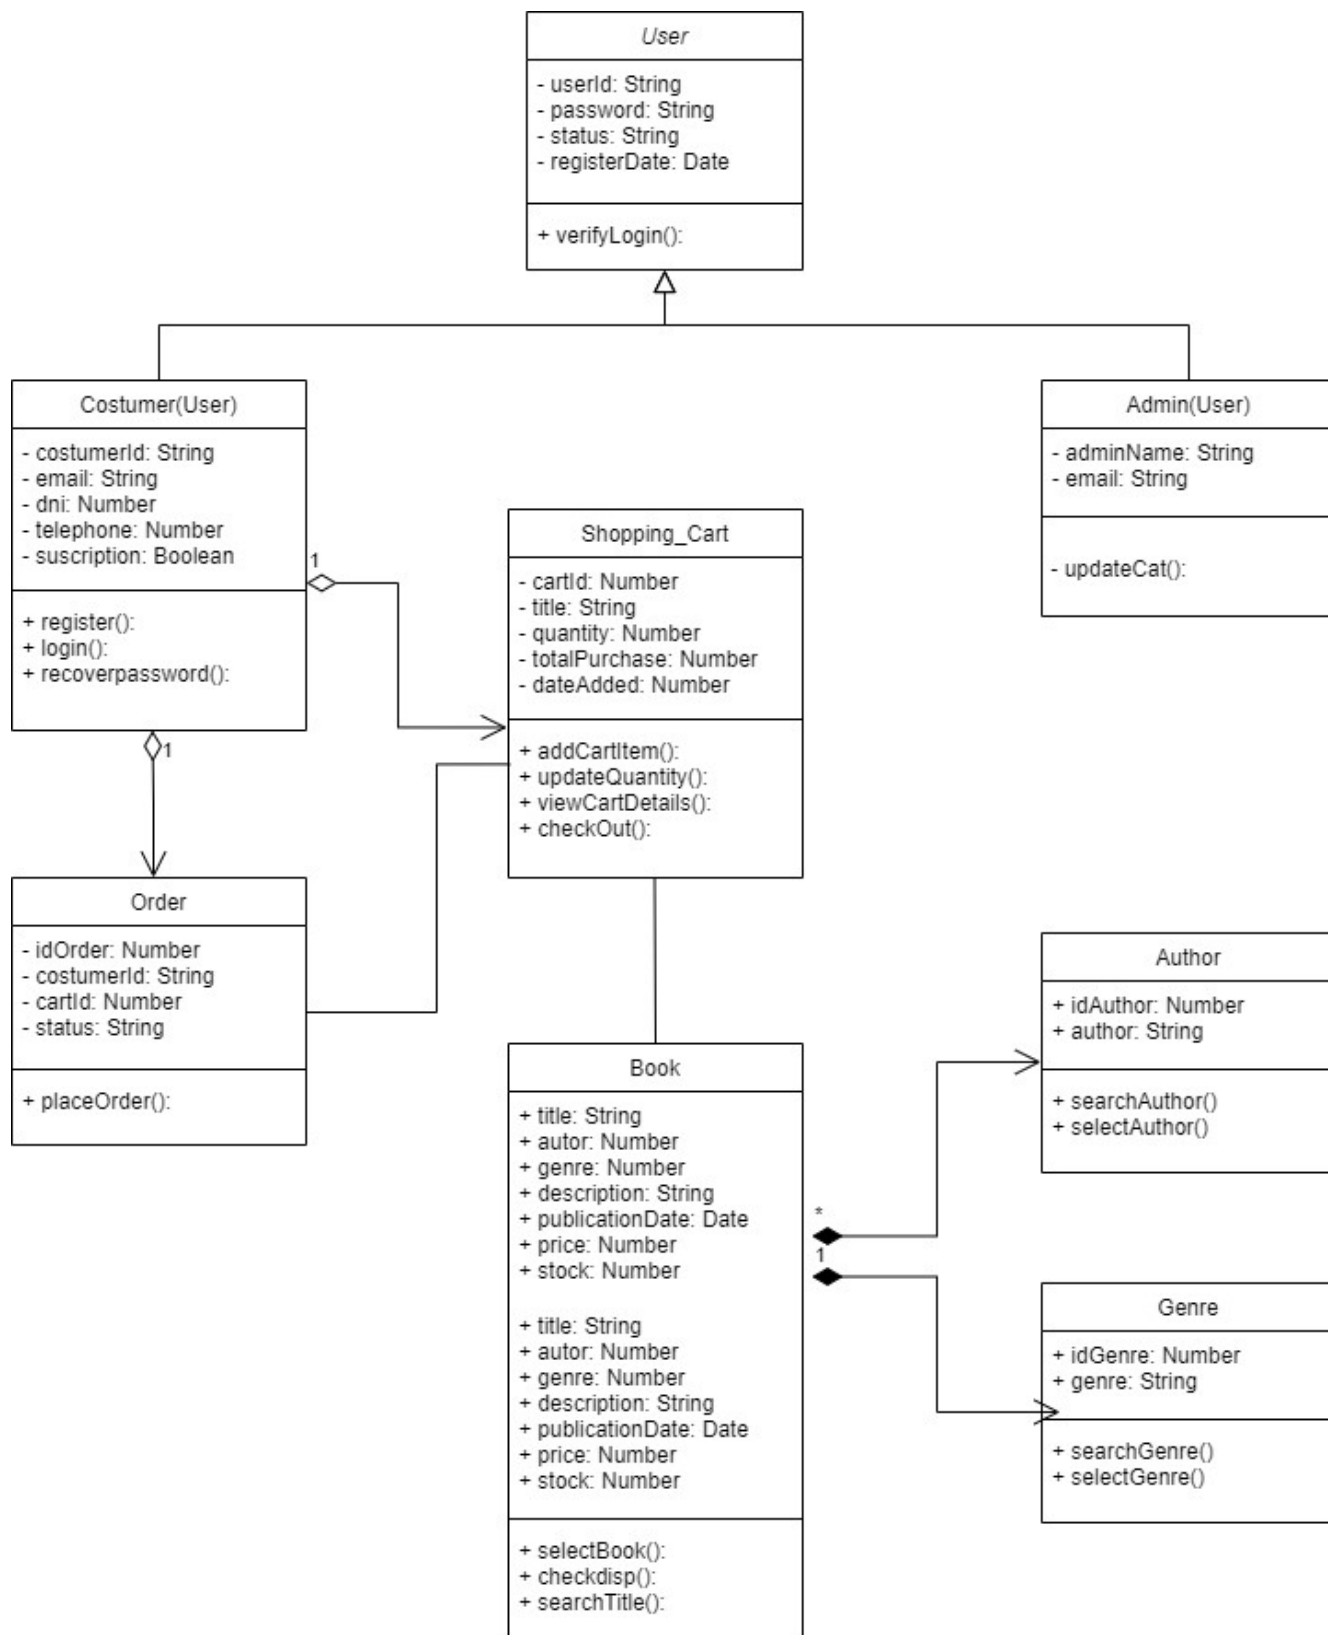 User
- userId: String
- password: String
- status: String
- registerDate: Date
+ verifyLogin():
Costumer(User)
- costumerId: String
- email: String
- dni: Number
- telephone: Number
- suscription: Boolean
+ register():
+ login():
+ recoverpassword():
1
1
Admin(User)
- adminName: String
- email: String
- updateCat():
Shopping_Cart
- cartId: Number
- title: String
- quantity: Number
- totalPurchase: Number
- dateAdded: Number
+ addCartItem():
+ updateQuantity():
+ viewCartDetails():
+ checkOut():
Order
- idOrder: Number
- costumerId: String
- cartId: Number
- status: String
+ placeOrder():
Book
+ title: String
+ autor: Number
+ genre: Number
+ description: String
+ publicationDate: Date
+ price: Number
+ stock: Number
+ title: String
+ autor: Number
+ genre: Number
+ description: String
+ publicationDate: Date
+ price: Number
+ stock: Number
+ selectBook():
+ checkdisp():
+ searchTitle():
*
1
Author
+ idAuthor: Number
+ author: String
+ searchAuthor()
+ selectAuthor()
Genre
+ idGenre: Number
+ genre: String
+ searchGenre()
+ selectGenre()